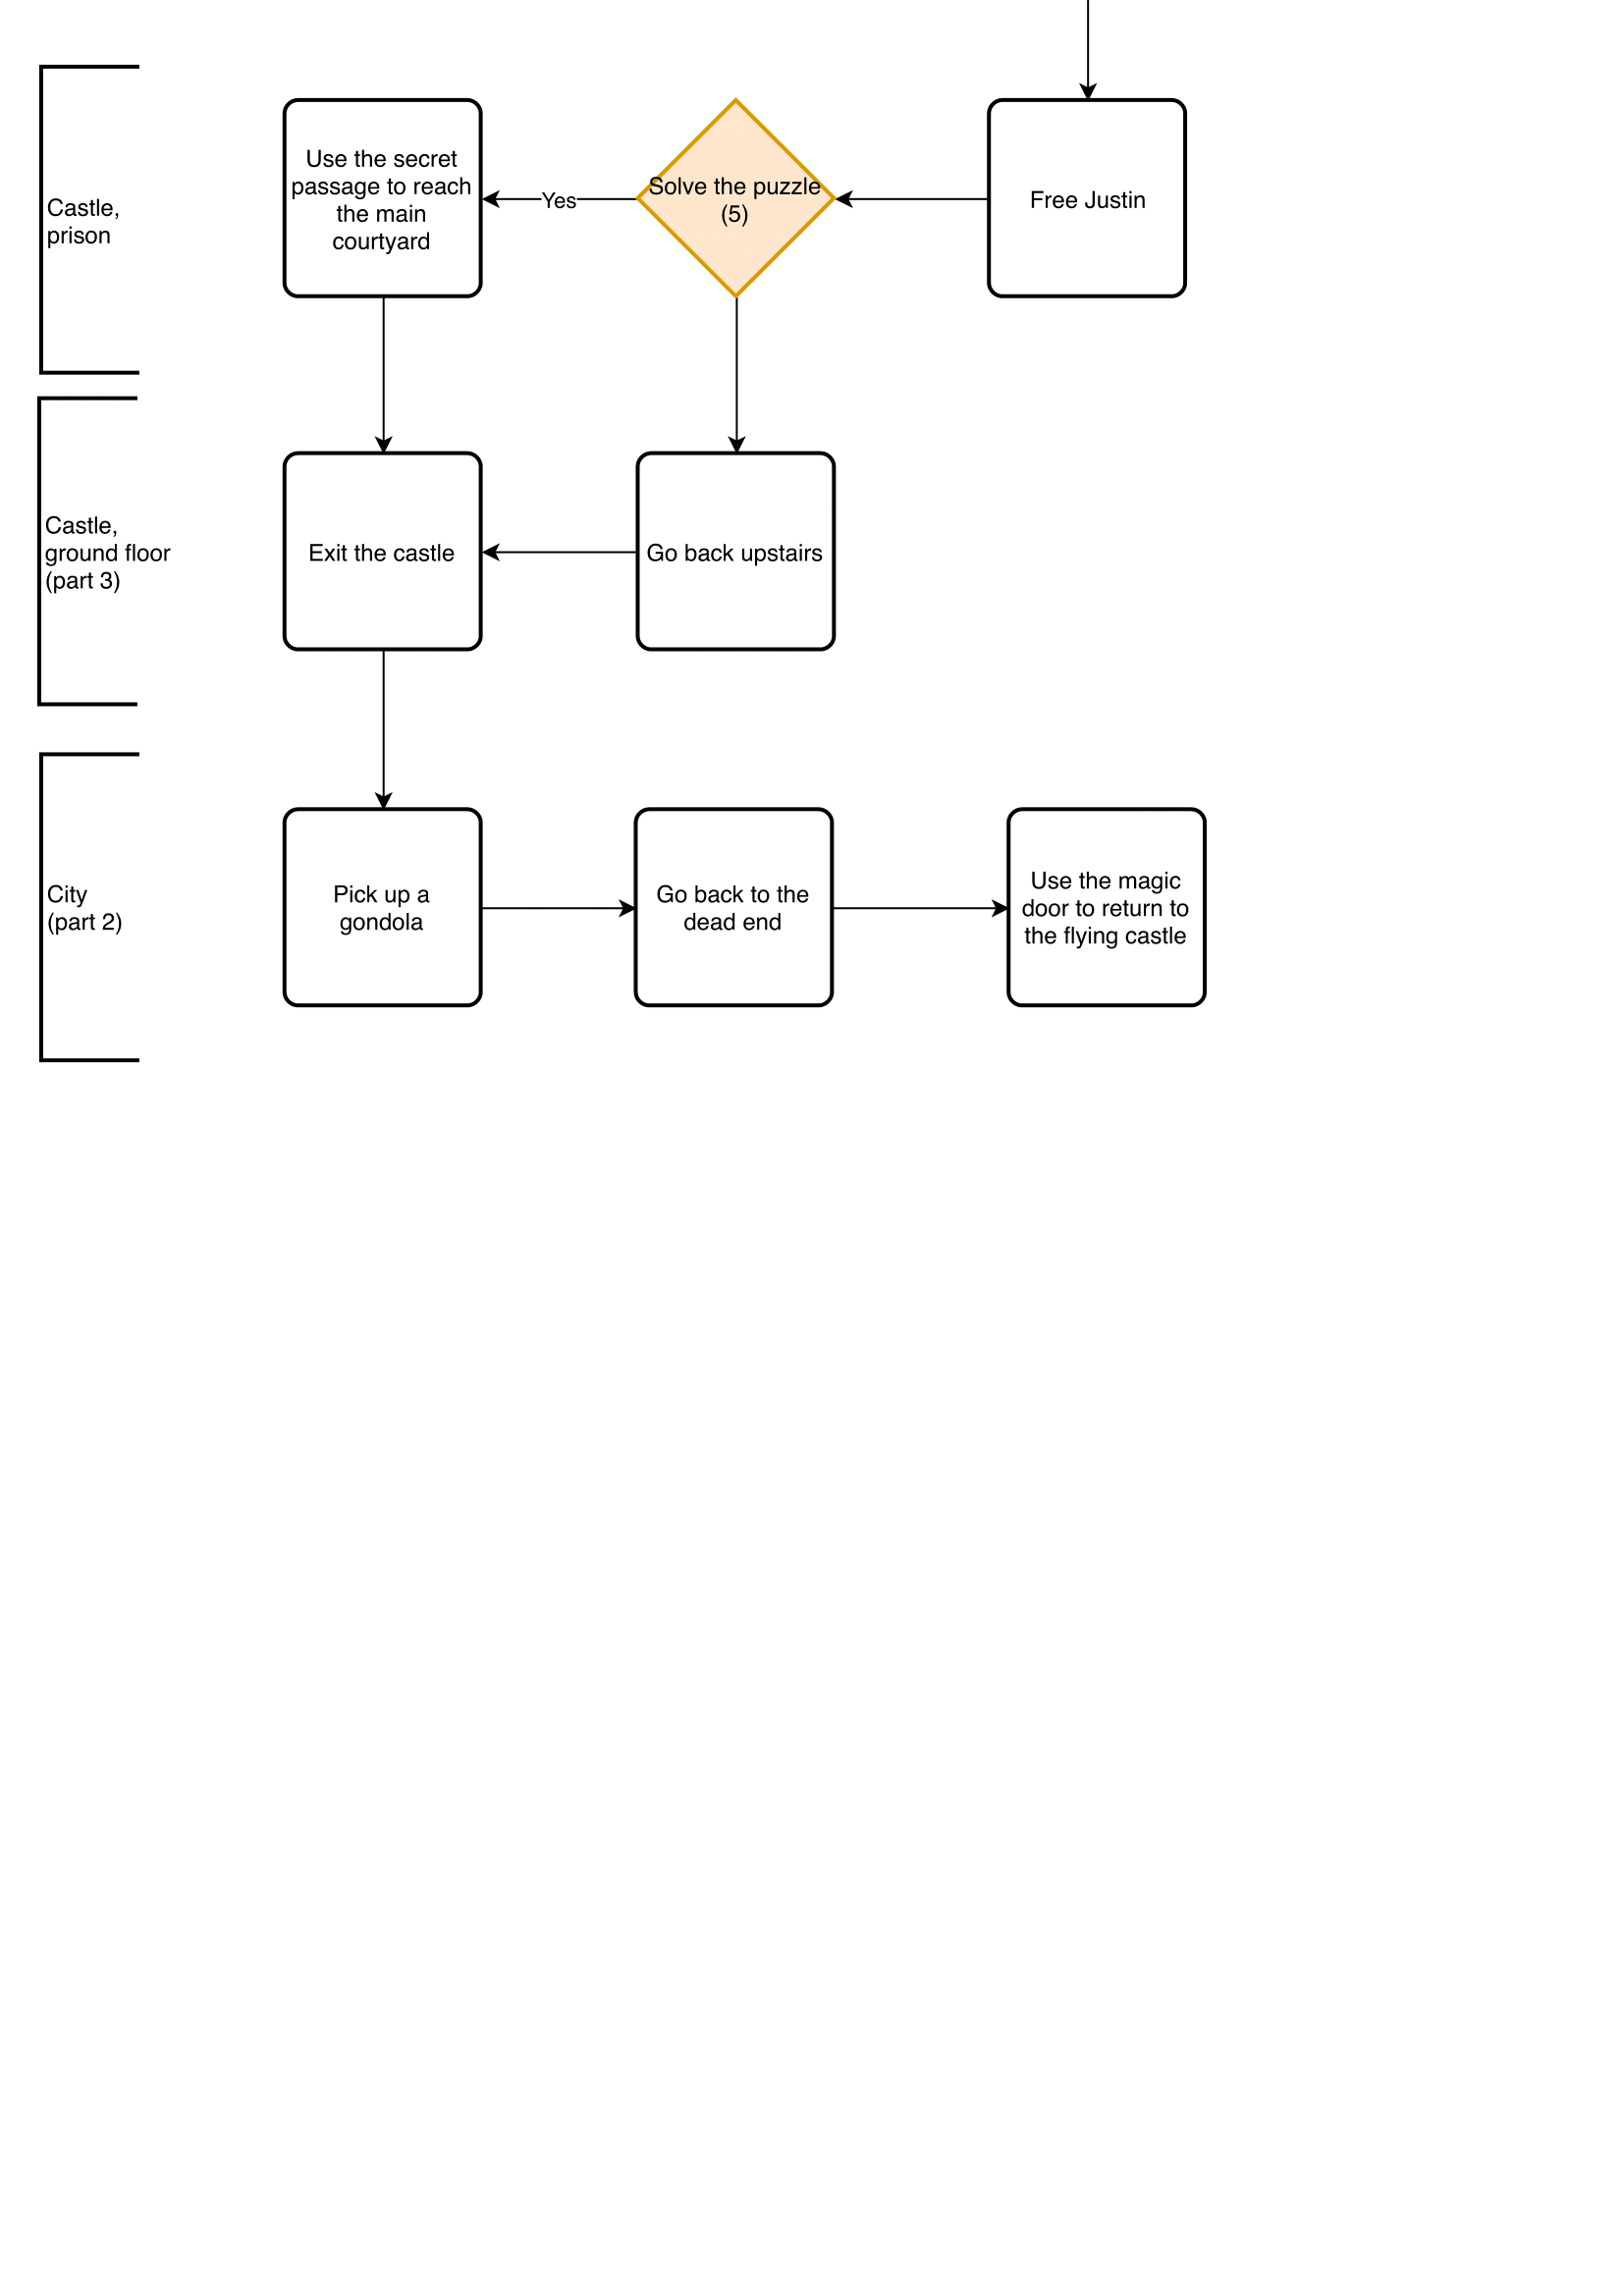 Castle,
prison
Use the secret
passage to reach
the main
courtyard
Yes
Solve the puzzle
(5)
Free Justin
Castle,
ground floor
(part 3)
Exit the castle
Go back upstairs
City
(part 2)
Pick up a
gondola
Go back to the
dead end
Use the magic
door to return to
the flying castle